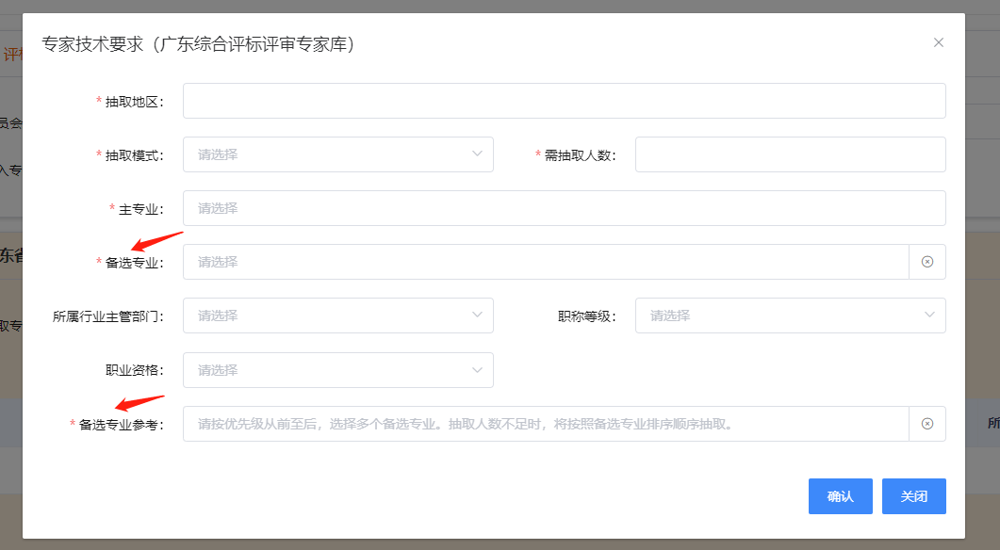 专家技术要求（广东综合评标评审专家库）
评标
* 抽取地区：
员会
* 抽取模式： 请选择 * 需抽取人数：
入专
* 主专业： 请选择
东省
* 备选专业： 请选择
所属行业主管部门： 请选择 职称等级： 请选择
取专
职业资格： 请选择
* 备选专业参考： 请按优先级从前至后，选择多个备选专业。抽取人数不足时，将按照备选专业排序顺序抽取。
所
确认 关闭